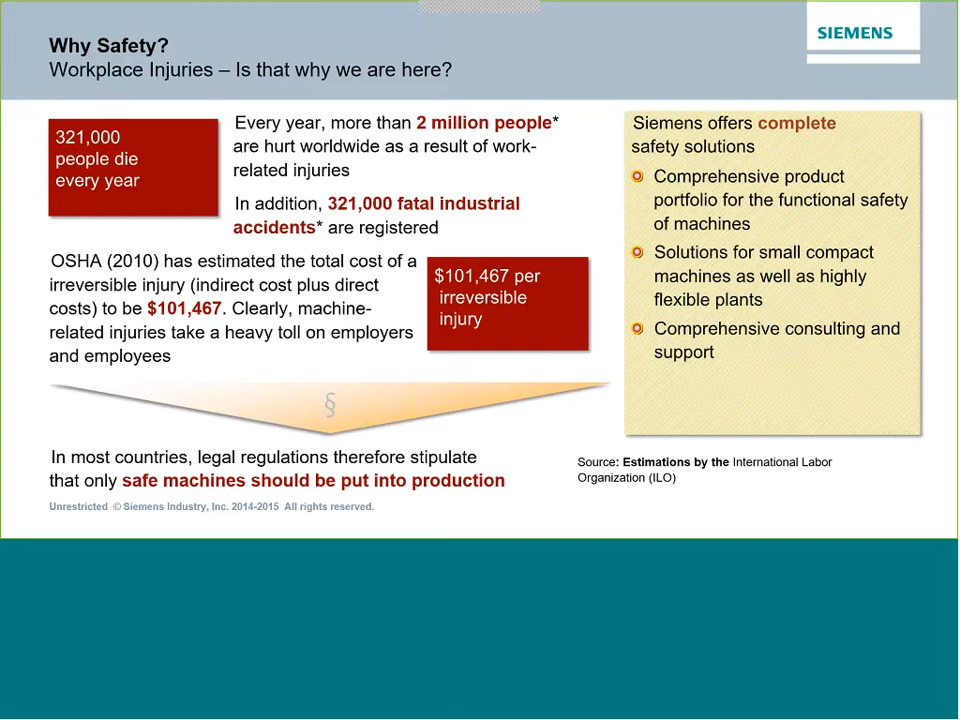 Why Safety?
Workplace Injuries – Is that why we are here?
SIEMENS
321,000
people die
every year
Every year, more than 2 million people*
are hurt worldwide as a result of work-
related injuries
In addition, 321,000 fatal industrial
accidents* are registered
OSHA (2010) has estimated the total cost of a
irreversible injury (indirect cost plus direct
costs) to be $101,467. Clearly, machine-
related injuries take a heavy toll on employers
and employees
$101,467 per
irreversible
injury
§
In most countries, legal regulations therefore stipulate
that only safe machines should be put into production
Siemens offers complete
safety solutions
Comprehensive product
portfolio for the functional safety
of machines
Solutions for small compact
machines as well as highly
flexible plants
Comprehensive consulting and
support
Source: Estimations by the International Labor
Organization (ILO)
Unrestricted © Siemens Industry, Inc. 2014-2015 All rights reserved.